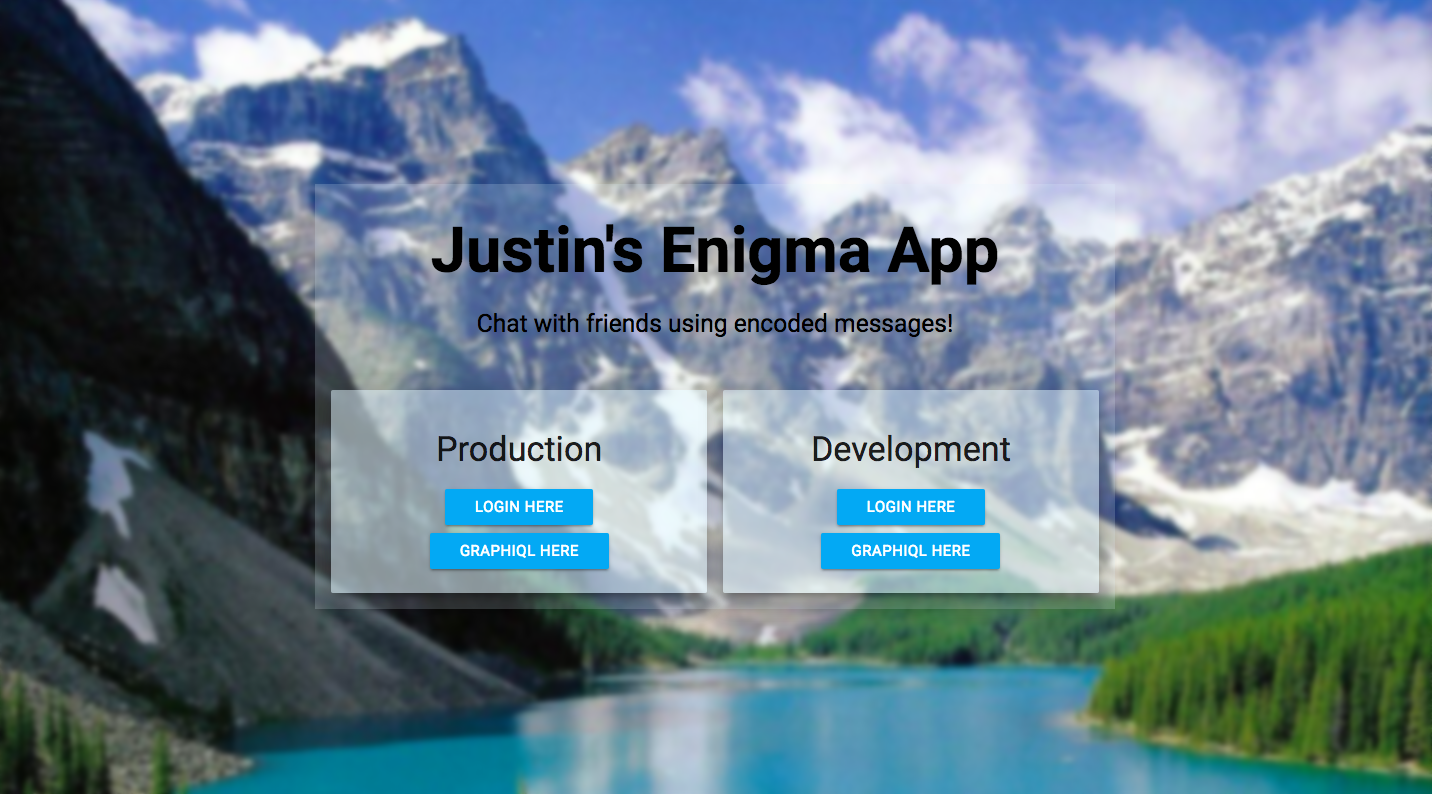 Justin's Enigma App
Chat with friends using encoded messages!
Production
LOGIN HERE
GRAPHIQL HERE
Development
LOGIN HERE
GRAPHIQL HERE